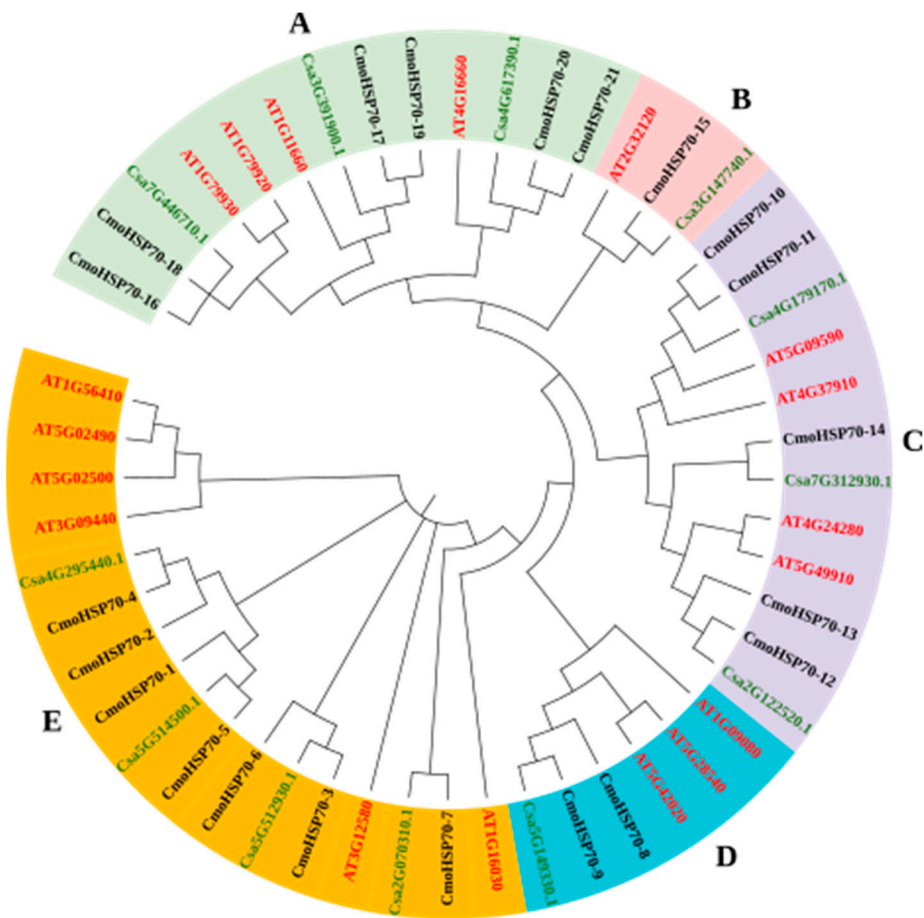 A
CmoHSP70-16
CmoHSP70-18
Csa7G446710.1
AT1G79930
AT1G79920
AT1G11660
Csa3G391900.1
CmoHSP70-17
CmoHSP70-19
AT4G16660
Csa4G617390.1
CmoHSP70-20
CmoHSP70-21
B
AT2G32120
CmoHSP70-15
Csa3G147740.1
C
CmoHSP70-10
CmoHSP70-11
Csa4G179170.1
AT5G09590
AT4G37910
CmoHSP70-14
Csa7G312930.1
AT4G24280
AT5G49910
CmoHSP70-13
CmoHSP70-12
Csa2G122520.1
D
AT1G09080
AT5G28540
AT5G42020
CmoHSP70-8
CmoHSP70-9
Csa5G149330.1
E
AT1G16030
CmoHSP70-7
Csa2G070310.1
AT3G12580
CmoHSP70-3
Csa5G512930.1
CmoHSP70-6
CmoHSP70-5
Csa5G514500.1
CmoHSP70-1
CmoHSP70-2
CmoHSP70-4
Csa4G295440.1
AT3G09440
AT5G02500
AT5G02490
AT1G56410